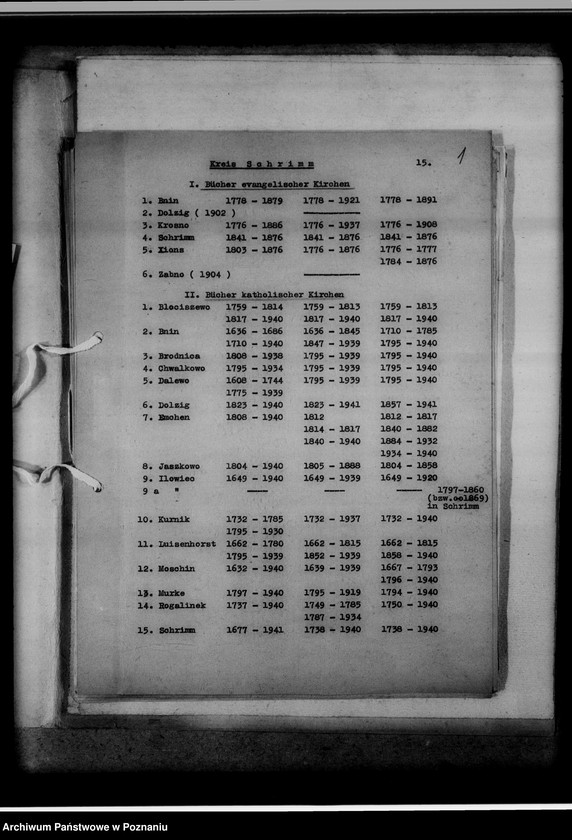 Kreis Schrimm 15. 1
I. Bücher evangelischer Kirchen
1. Bnin 1778 - 1879 1778 - 1921 1778 - 1891
2. Dolzig ( 1902 )
3. Krosno 1776 - 1886 1776 - 1937 1776 - 1908
4. Schrimm 1841 - 1876 1841 - 1876 1841 - 1876
5. Xions 1803 - 1876 1776 - 1876 1776 - 1777
1784 - 1876
6. Zabno ( 1904 )
II. Bücher katholischer Kirchen
1. Blociszewo 1759 - 1814 1759 - 1813 1759 - 1813
1817 - 1940 1817 - 1940 1817 - 1940
2. Bnin 1636 - 1686 1636 - 1845 1710 - 1785
1710 - 1940 1847 - 1939 1795 - 1940
3. Brodnica 1808 - 1938 1795 - 1939 1795 - 1940
4. Chwalkowo 1795 - 1934 1795 - 1939 1795 - 1940
5. Dalewo 1608 - 1744 1795 - 1939 1795 - 1940
1775 - 1939
6. Dolzig 1823 - 1940 1823 - 1941 1857 - 1941
7. Emchen 1808 - 1940 1812 1812 - 1817
1814 - 1817 1840 - 1882
1840 - 1940 1884 - 1932
1934 - 1940
8. Jaszkowo 1804 - 1940 1805 - 1888 1804 - 1858
9. Ilowiec 1649 - 1940 1649 - 1939 1649 - 1920
9 a " 1797-1860
(bzw. 1869)
in Schrimm
10. Kurnik 1732 - 1785 1732 - 1937 1732 - 1940
1795 - 1930
11. Luisenhorst 1662 - 1780 1662 - 1815 1662 - 1815
1795 - 1939 1852 - 1939 1858 - 1940
12. Moschin 1632 - 1940 1639 - 1939 1667 - 1793
1796 - 1940
13. Murke 1797 - 1940 1795 - 1919 1794 - 1940
14. Rogalinek 1737 - 1940 1749 - 1785 1750 - 1940
1787 - 1934
15. Schrimm 1677 - 1941 1738 - 1940 1738 - 1940
Archiwum Państwowe w Poznaniu